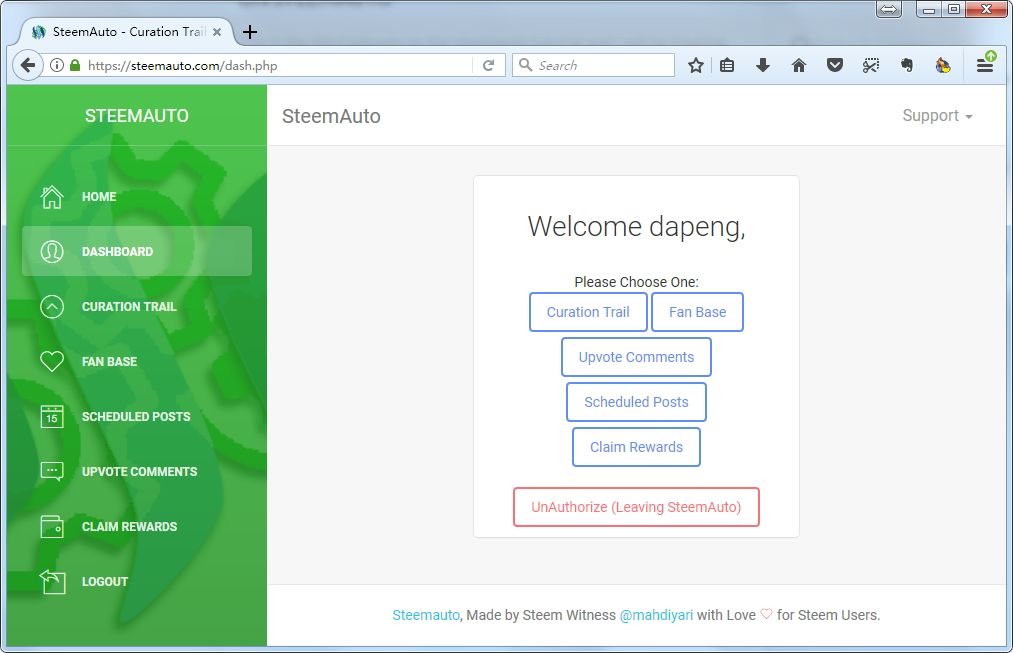 SteemAuto - Curation Trail
https://steemauto.com/dash.php
Search
STEEMAUTO
SteemAuto
Support
HOME
DASHBOARD
CURATION TRAIL
FAN BASE
15
SCHEDULED POSTS
UPVOTE COMMENTS
CLAIM REWARDS
LOGOUT
Welcome dapeng,
Please Choose One:
Curation Trail Fan Base
Upvote Comments
Scheduled Posts
Claim Rewards
UnAuthorize (Leaving SteemAuto)
Steemauto, Made by Steem Witness @mahdiyari with Love ♡ for Steem Users.